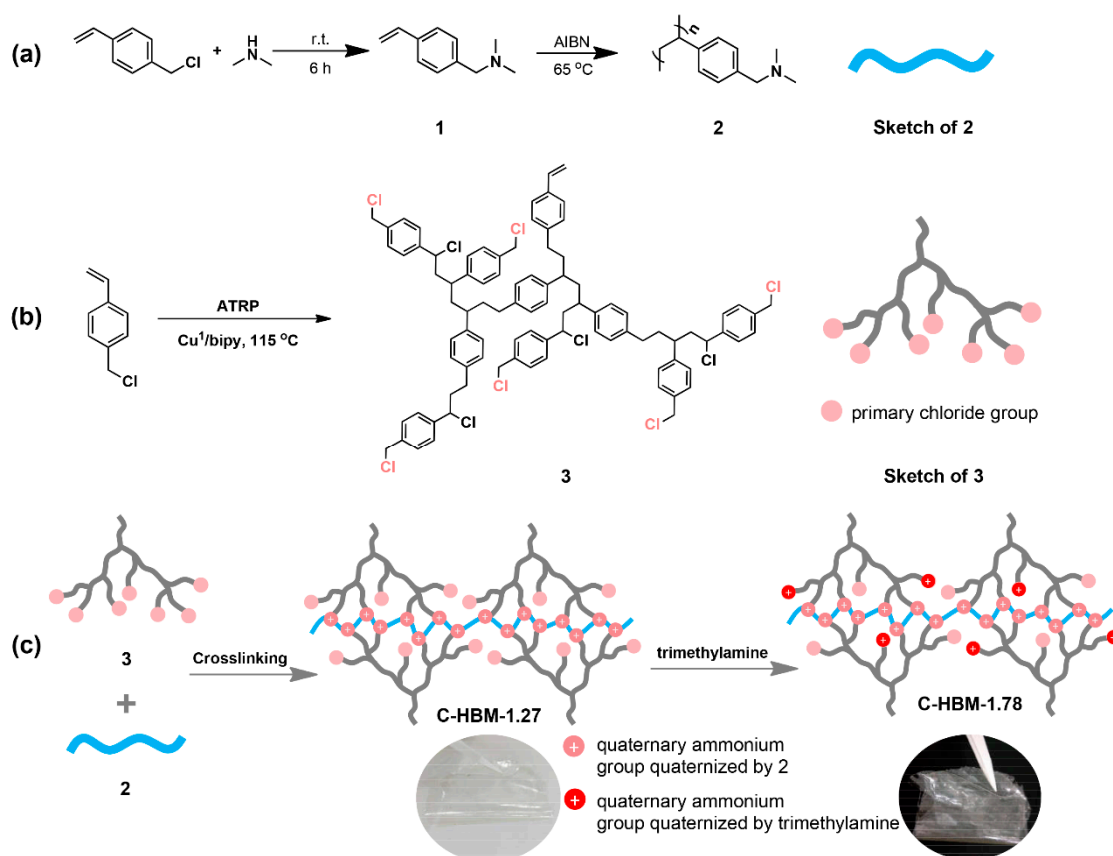 (a)
Cl
+
H
N
r.t.
6 h
N
1
AIBN
65 °C
n
N
2
Sketch of 2
(b)
Cl
ATRP
Cu¹/bipy, 115 °C
Cl
Cl
Cl
Cl
Cl
Cl
Cl
Cl
Cl
Cl
3
primary chloride group
Sketch of 3
(c)
3
+
2
Crosslinking
C-HBM-1.27
trimethylamine
C-HBM-1.78
+ quaternary ammonium
group quaternized by 2
+ quaternary ammonium
group quaternized by trimethylamine